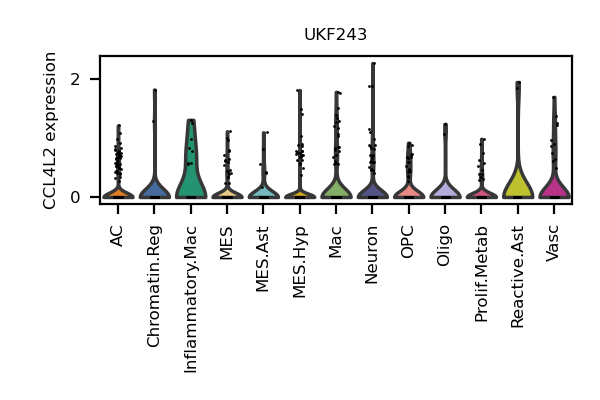 UKF243
CCL4L2 expression
2
0
AC
Chromatin.Reg
Inflammatory.Mac
MES
MES.Ast
MES.Hyp
Mac
Neuron
OPC
Oligo
Prolif.Metab
Reactive.Ast
Vasc